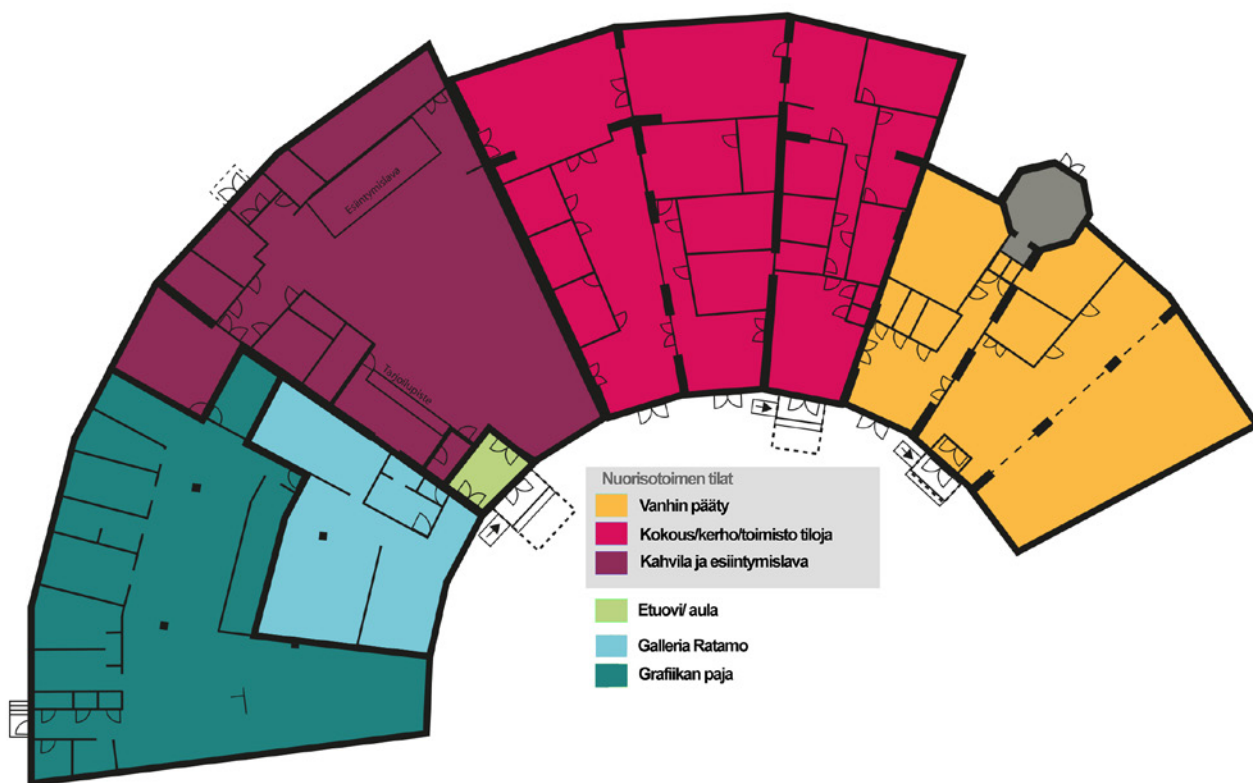 Esiintymislava
Tarjoilupiste
Nuorisotoimen tilat
Vanhin pääty
Kokous/kerho/toimisto tiloja
Kahvila ja esiintymislava
Etuovi/ aula
Galleria Ratamo
Grafiikan paja